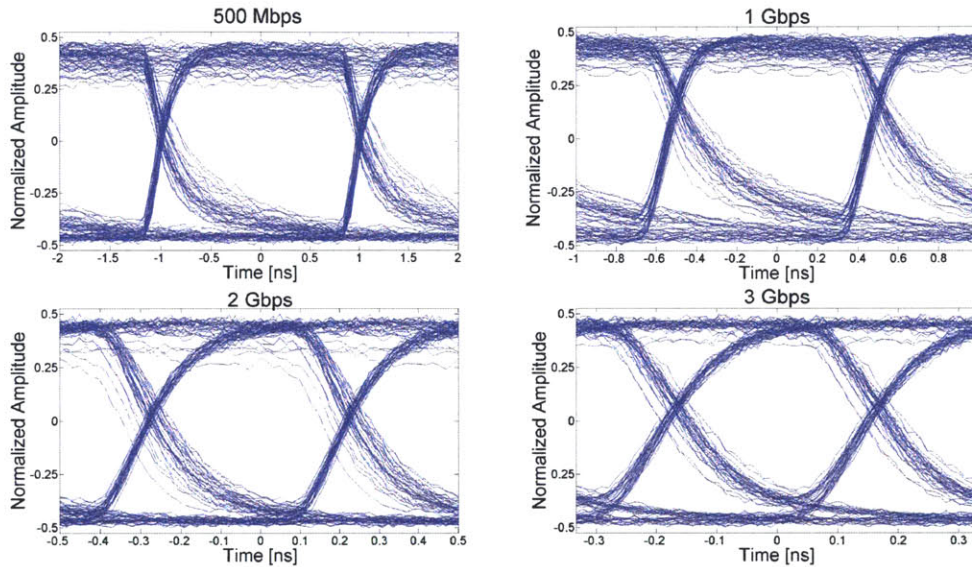 500 Mbps
Normalized Amplitude
0.5
0.25
0
-0.25
-0.5
-2 -1.5 -1 -0.5 0 0.5 1 1.5 2
Time [ns]
1 Gbps
Normalized Amplitude
0.5
0.25
0
-0.25
-0.5
-1 -0.8 -0.6 -0.4 -0.2 0 0.2 0.4 0.6 0.8
Time [ns]
2 Gbps
Normalized Amplitude
0.5
0.25
0
-0.25
-0.5
-0.5 -0.4 -0.3 -0.2 -0.1 0 0.1 0.2 0.3 0.4 0.5
Time [ns]
3 Gbps
Normalized Amplitude
0.5
0.25
0
-0.25
-0.5
-0.3 -0.2 -0.1 0 0.1 0.2 0.3
Time [ns]